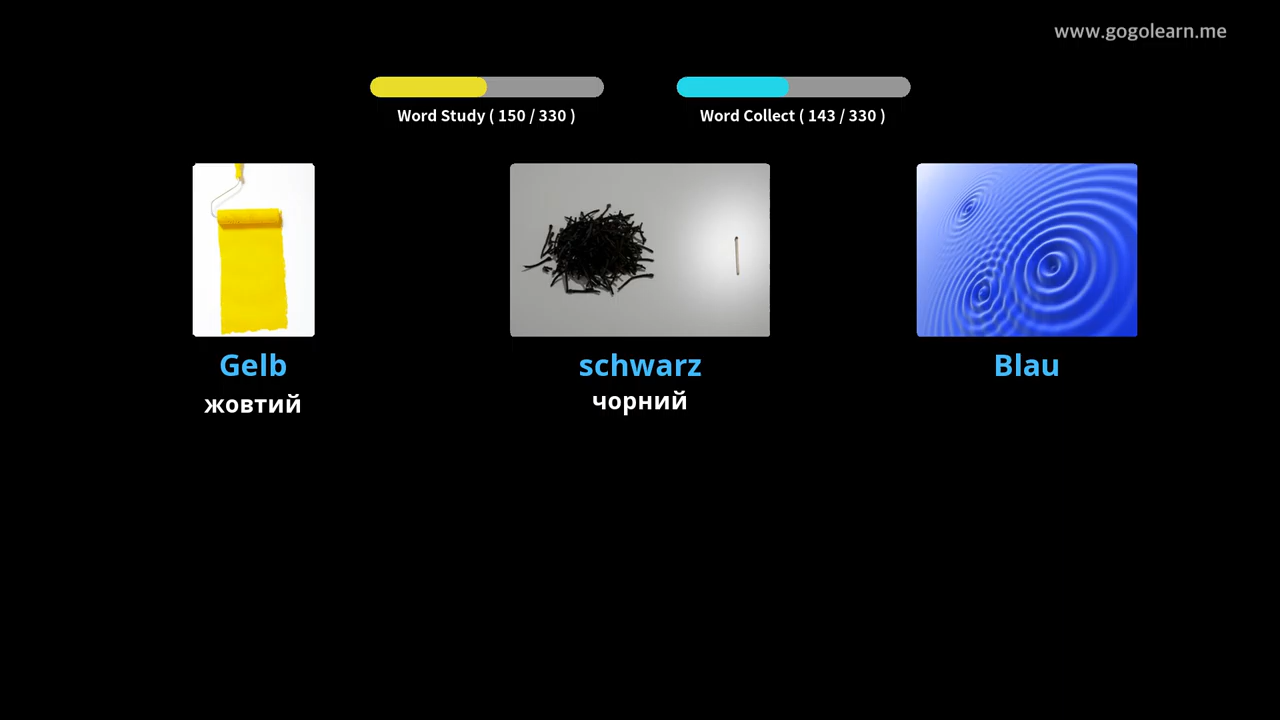 www.gogolearn.me
Word Study ( 150 / 330 )
Word Collect ( 143 / 330 )
Gelb
жовтий
schwarz
чорний
Blau